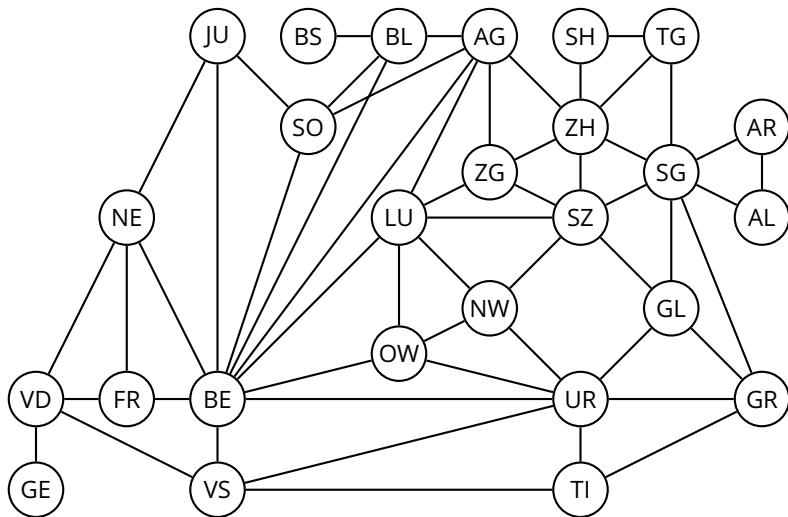 JU BS BL AG SH TG
SO ZH AR
ZG SG
NE LU SZ AL
NW GL
OW
VD FR BE UR GR
GE VS TI